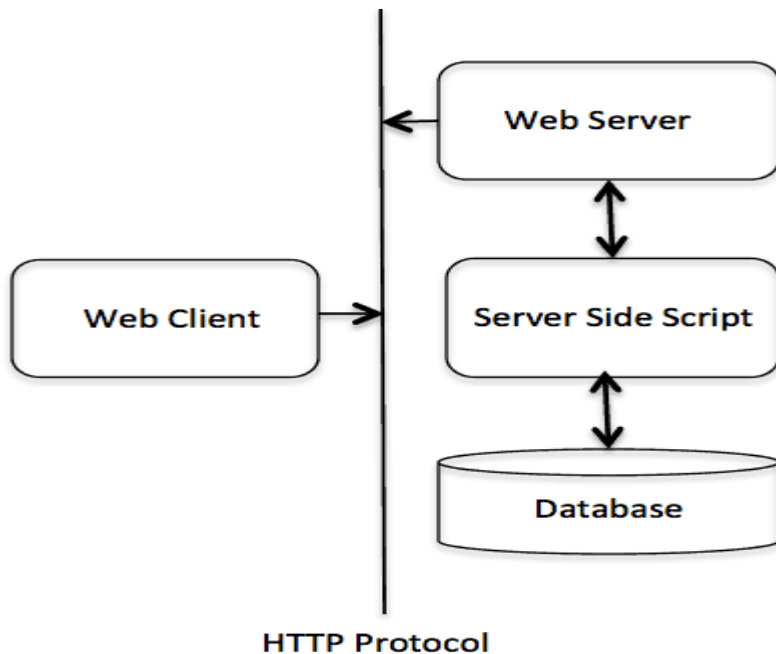 Web Server
Web Client
Server Side Script
Database
HTTP Protocol